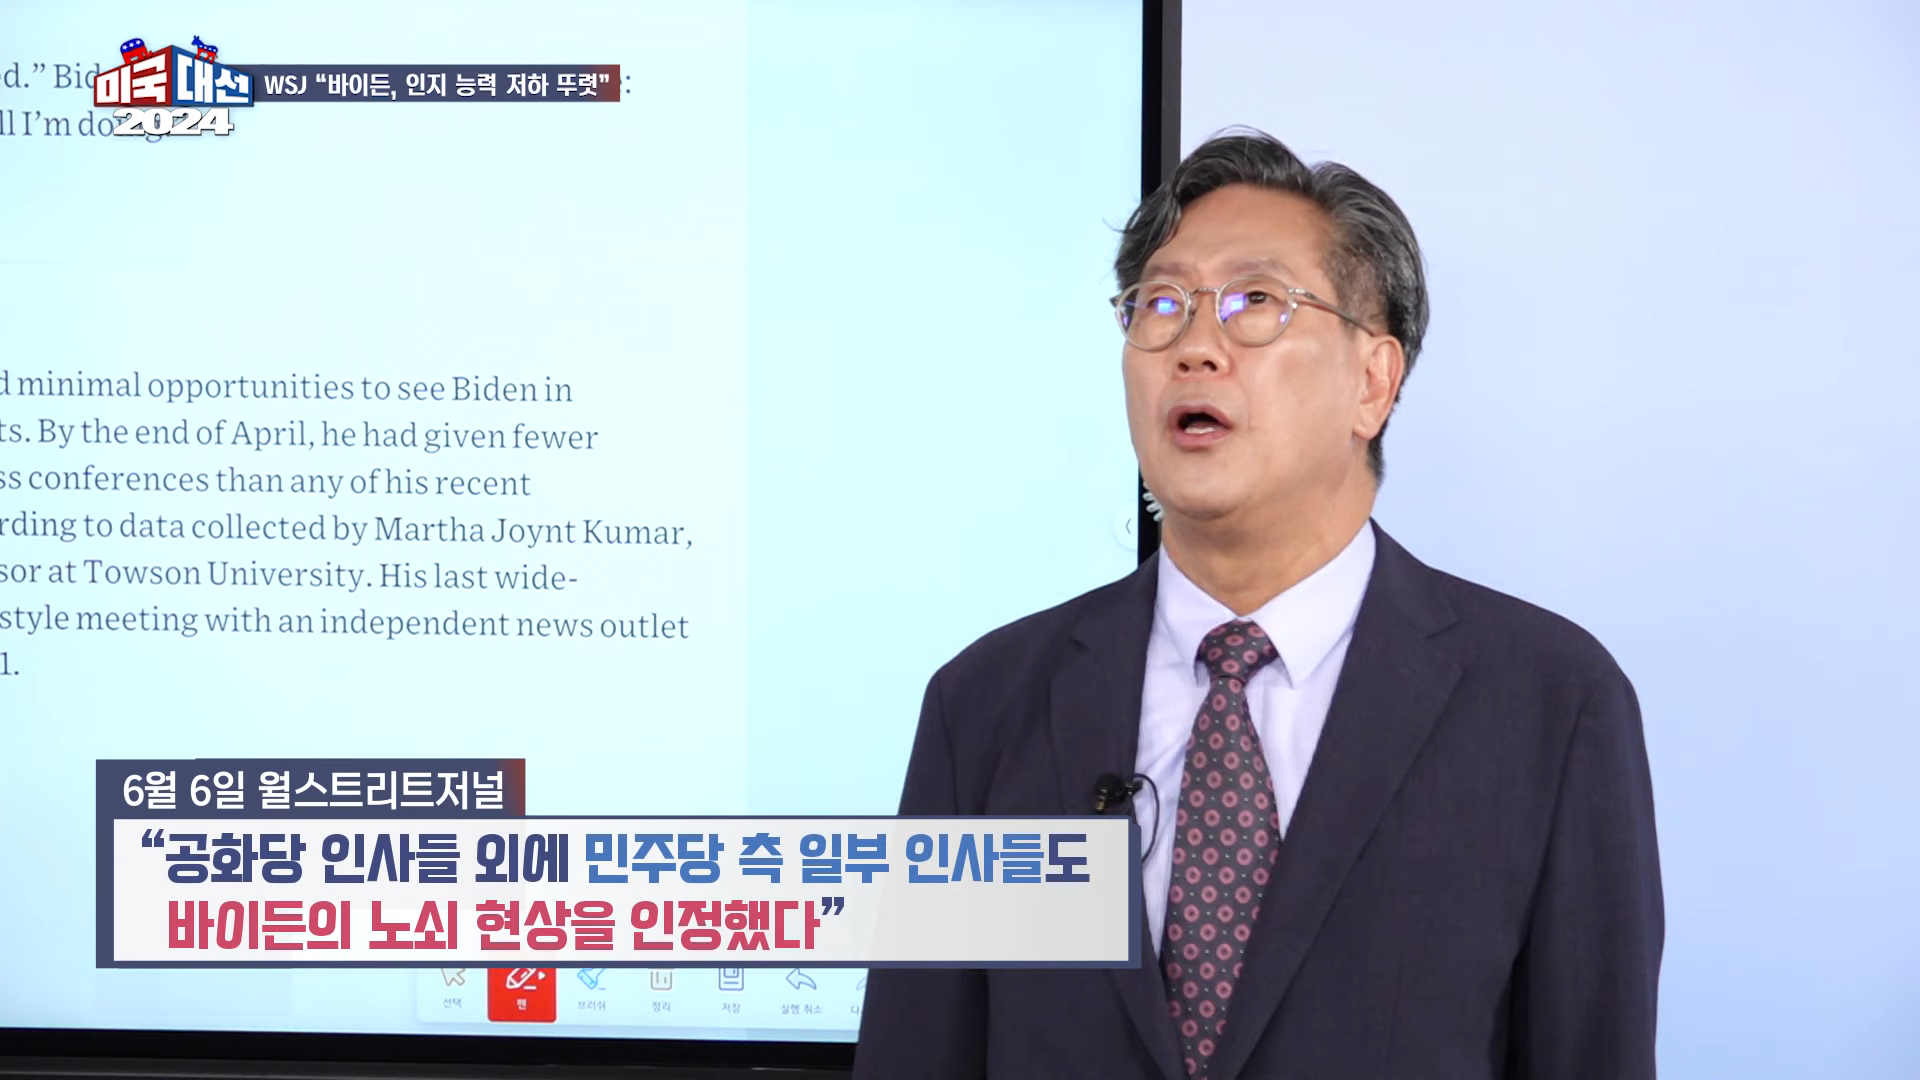 ed.” Bid
미국 대선
2024
WSJ “바이든, 인지 능력 저하 뚜렷”
:
ll I’m doing.
d minimal opportunities to see Biden in
ts. By the end of April, he had given fewer
ss conferences than any of his recent
rding to data collected by Martha Joynt Kumar,
sor at Towson University. His last wide-
style meeting with an independent news outlet
1.
6월 6일 월스트리트저널
“공화당 인사들 외에 민주당 측 일부 인사들도
바이든의 노쇠 현상을 인정했다”
선택 펜 브러쉬 정리 저장 실행 취소 다